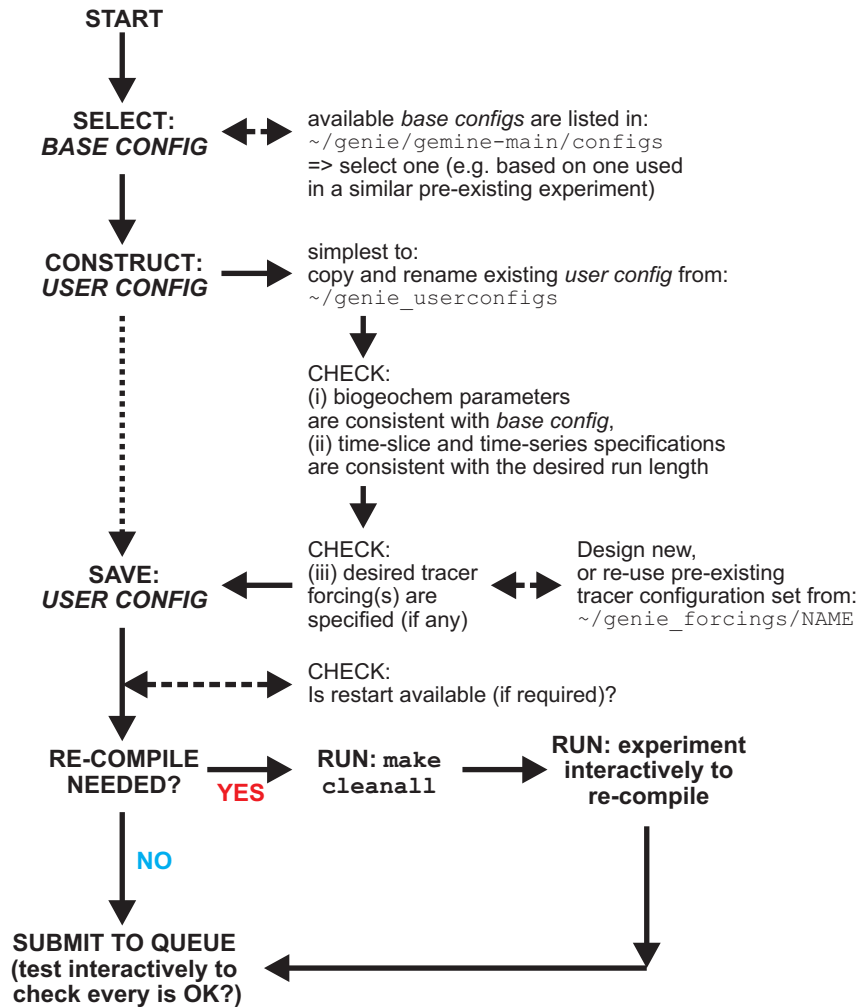 START
SELECT:
BASE CONFIG
available base configs are listed in:
~/genie/gemine-main/configs
=> select one (e.g. based on one used
in a similar pre-existing experiment)
CONSTRUCT:
USER CONFIG
simplest to:
copy and rename existing user config from:
~/genie_userconfigs
CHECK:
(i) biogeochem parameters
are consistent with base config,
(ii) time-slice and time-series specifications
are consistent with the desired run length
SAVE:
USER CONFIG
CHECK:
(iii) desired tracer
forcing(s) are
specified (if any)
Design new,
or re-use pre-existing
tracer configuration set from:
~/genie_forcings/NAME
CHECK:
Is restart available (if required)?
RE-COMPILE
NEEDED?
YES
RUN: make
cleanall
RUN: experiment
interactively to
re-compile
NO
SUBMIT TO QUEUE
(test interactively to
check every is OK?)